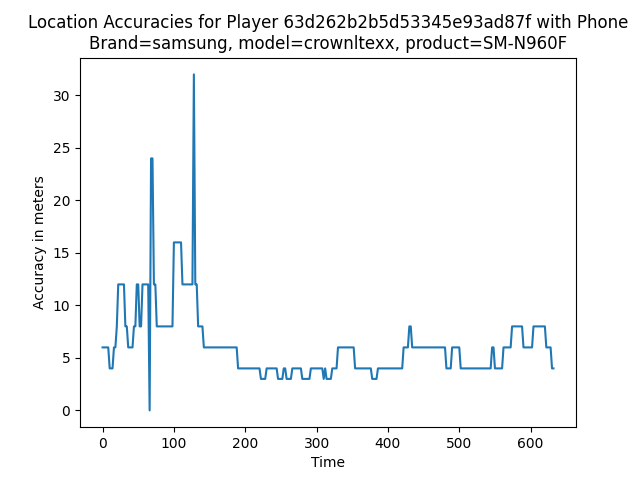 Location Accuracies for Player 63d262b2b5d53345e93ad87f with Phone
Brand=samsung, model=crownltexx, product=SM-N960F
30
25
20
15
10
5
0
Accuracy in meters
0 100 200 300 400 500 600
Time